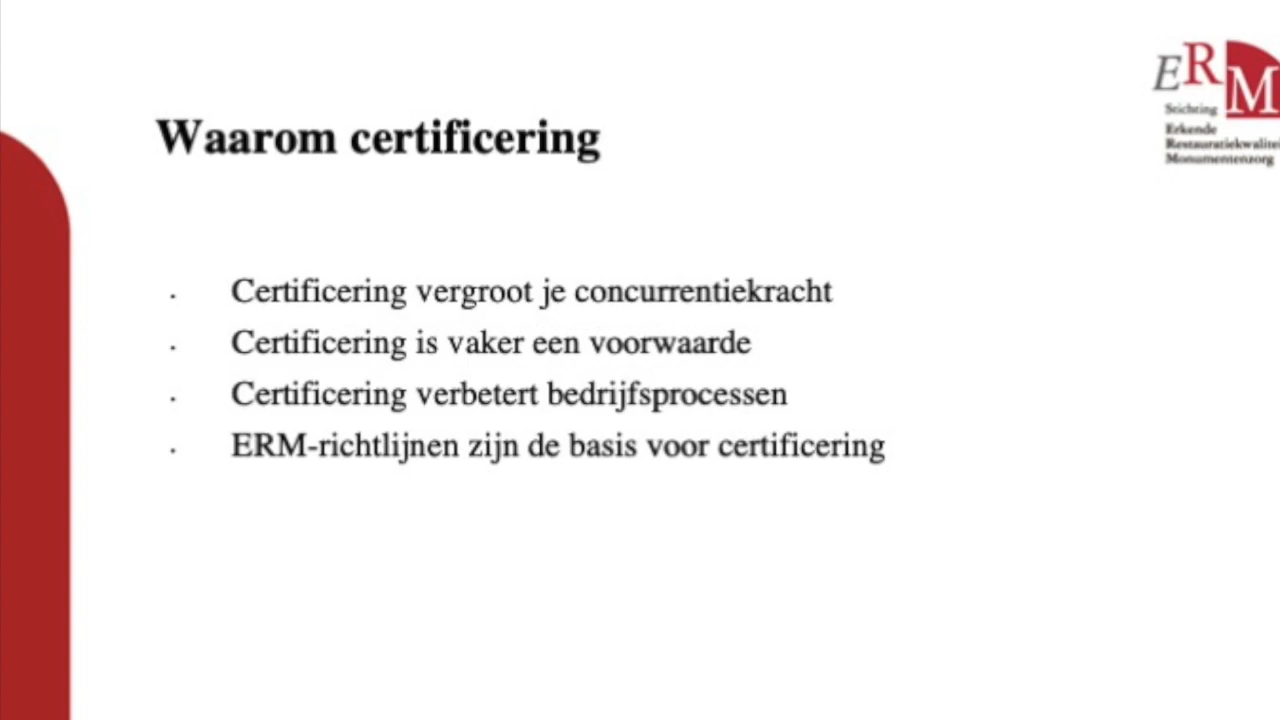 ERM
Stichting
Erkende
Restauratiekwalitei
Monumentenzorg
Waarom certificering
· Certificering vergroot je concurrentiekracht
· Certificering is vaker een voorwaarde
· Certificering verbetert bedrijfsprocessen
· ERM-richtlijnen zijn de basis voor certificering